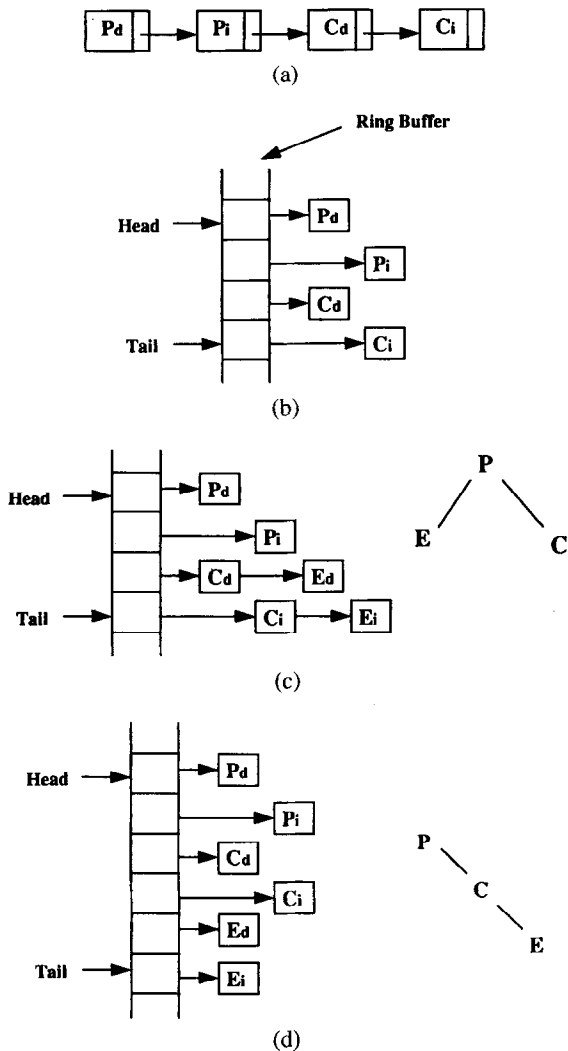 Pd Pi Cd Ci
(a)
Ring Buffer
Head Pd
Pi
Cd
Tail Ci
(b)
P
Head Pd
E C
Pi
Cd Ed
Tail Ci Ei
(c)
Head Pd
Pi
P
Cd
C
Ci
Ed
E
Tail Ei
(d)